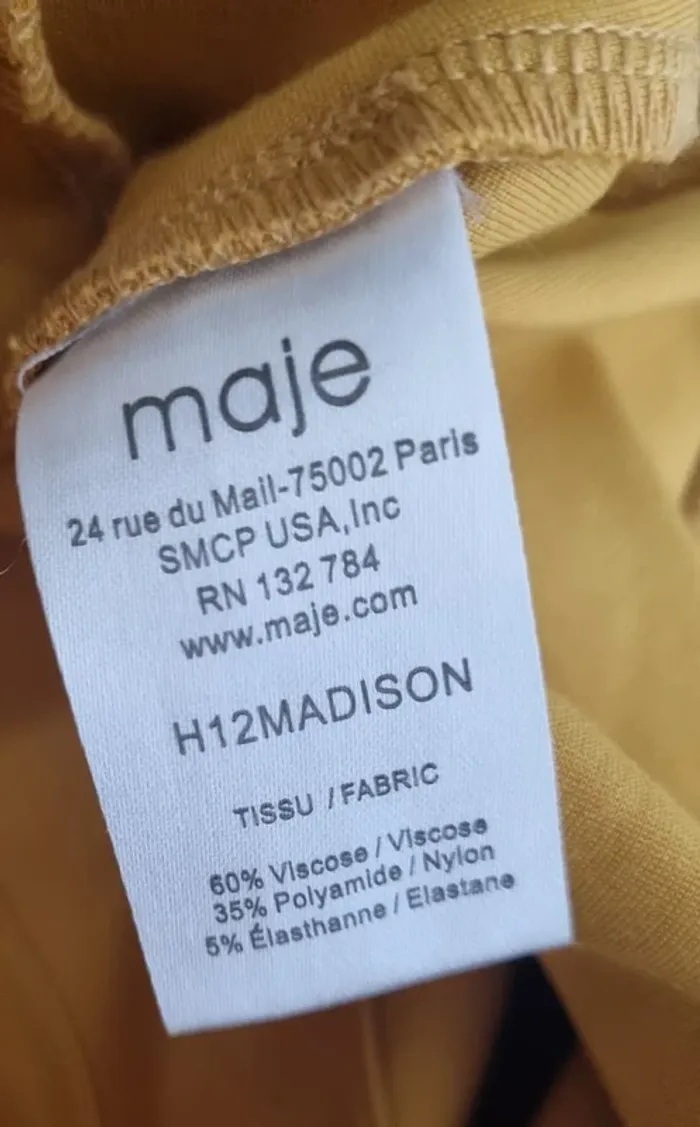 maje
24 rue du Mail-75002 Paris
SMCP USA,Inc
RN 132 784
www.maje.com
H12MADISON
TISSU / FABRIC
60% Viscose / Viscose
35% Polyamide / Nylon
5% Élasthanne / Elastane